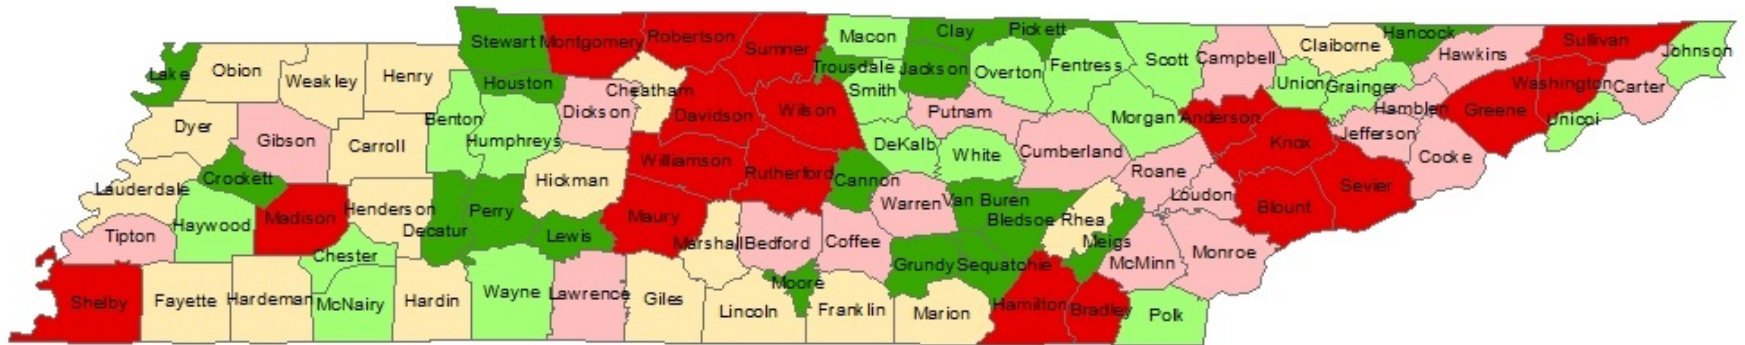 Stewart
Montgomery
Robertson
Sumner
Macon
Clay
Pickett
Scott
Campbell
Claiborne
Hancock
Hawkins
Sullivan
Johnson
Lake
Obion
Weakley
Henry
Houston
Cheatham
Trousdale
Jackson
Overton
Fentress
Union
Grainger
Hamblen
Washington
Carter
Dyer
Gibson
Carroll
Benton
Humphreys
Dickson
Davidson
Wilson
Smith
Putnam
Morgan
Anderson
Knox
Jefferson
Greene
Unicoi
Lauderdale
Crockett
Hickman
Williamson
Rutherford
Cannon
DeKalb
White
Cumberland
Roane
Loudon
Sevier
Cocke
Tipton
Haywood
Madison
Henderson
Decatur
Perry
Lewis
Maury
Marshall
Bedford
Coffee
Warren
Van Buren
Bledsoe
Rhea
Meigs
McMinn
Monroe
Blount
Shelby
Fayette
Hardeman
Chester
McNairy
Hardin
Wayne
Lawrence
Giles
Lincoln
Moore
Franklin
Grundy
Sequatchie
Marion
Hamilton
Bradley
Polk